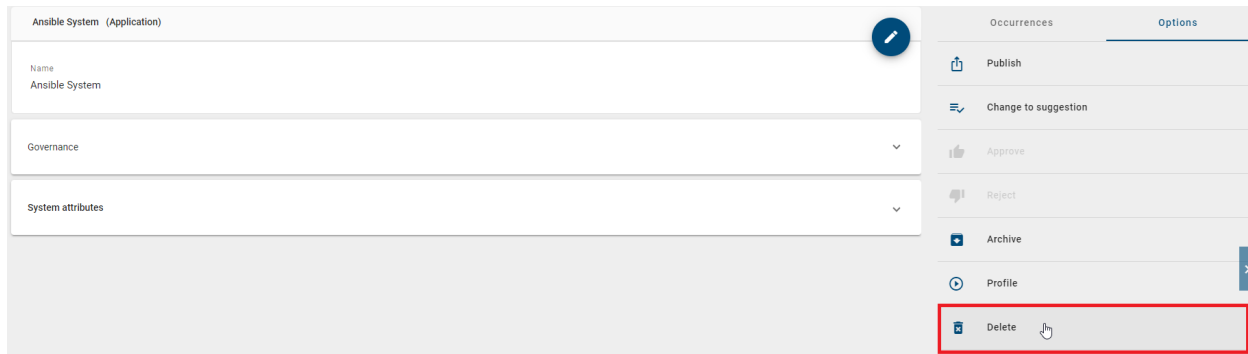 Ansible System (Application)
Name
Ansible System
Governance
System attributes
Occurrences Options
Publish
Change to suggestion
Approve
Reject
Archive
Profile
Delete